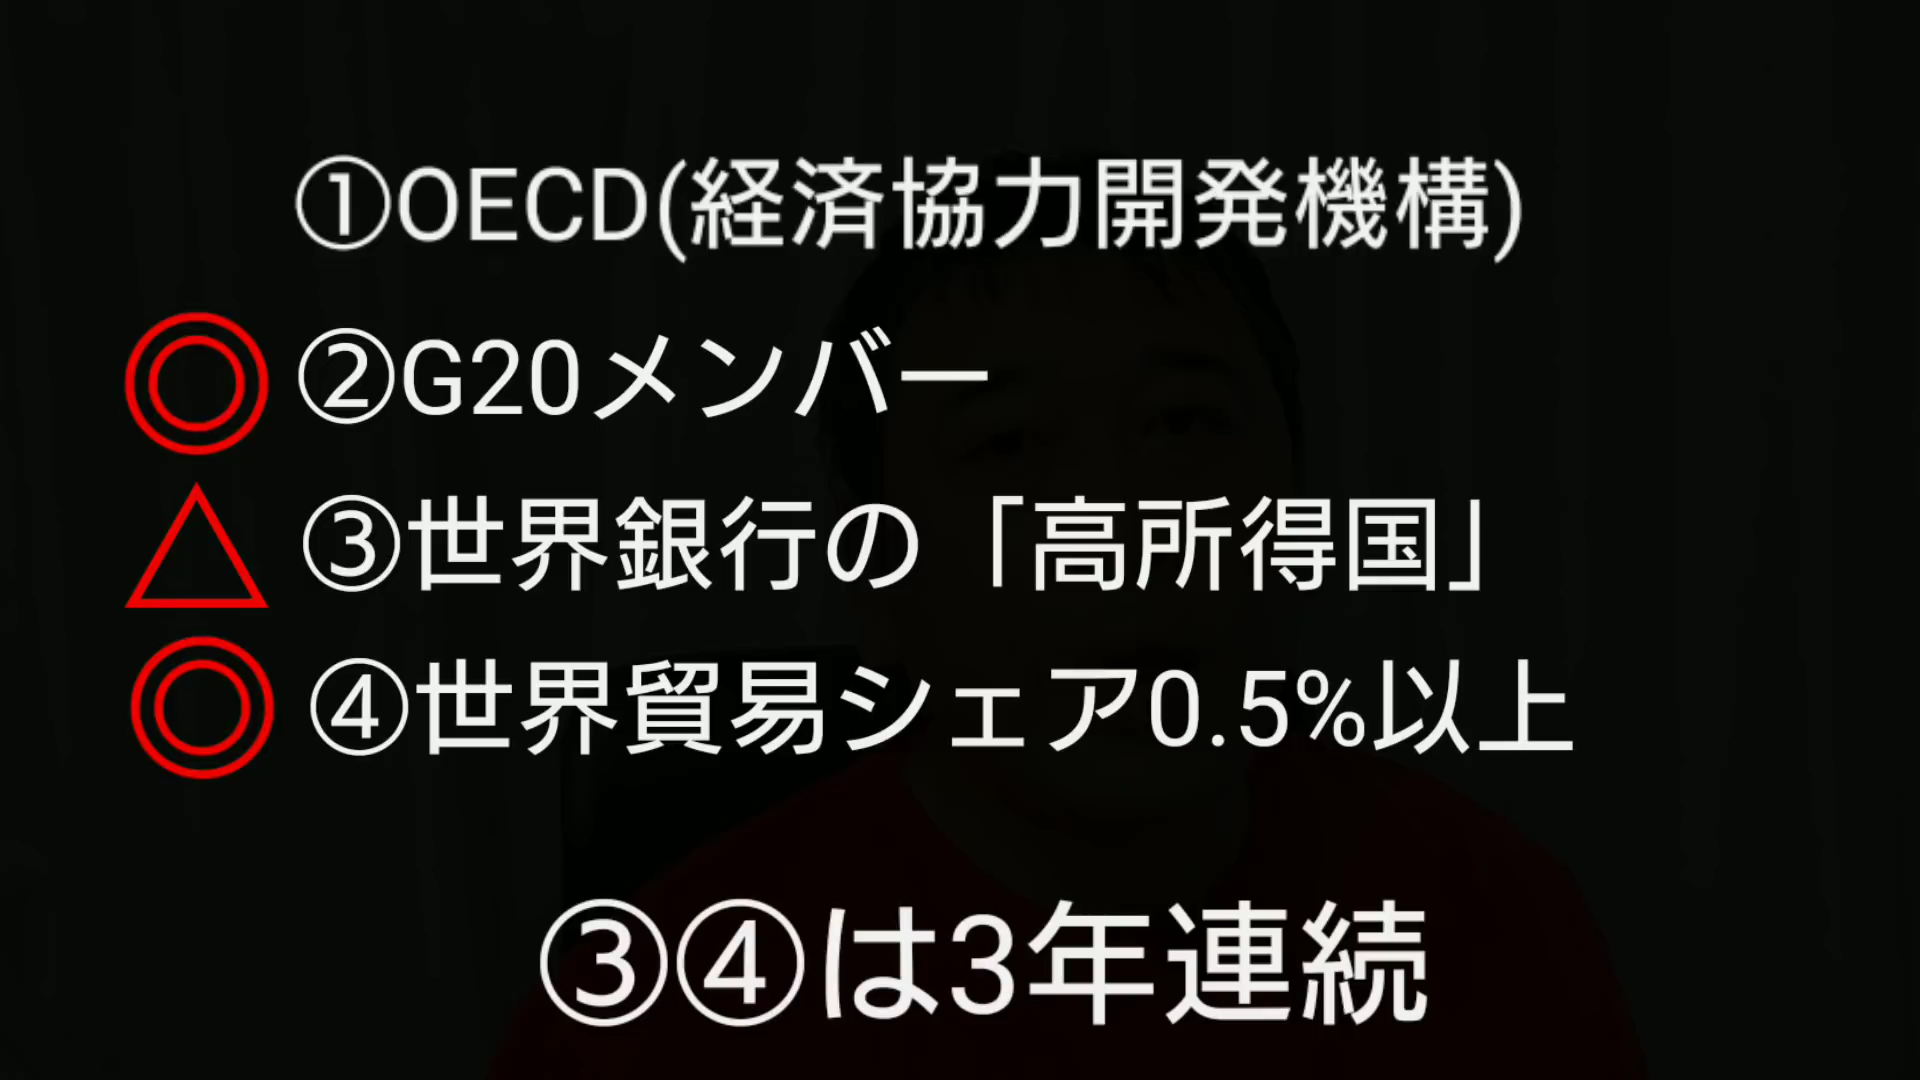 ①OECD(経済協力開発機構)
◎②G20メンバー
△③世界銀行の「高所得国」
◎④世界貿易シェア0.5%以上
③④は3年連続